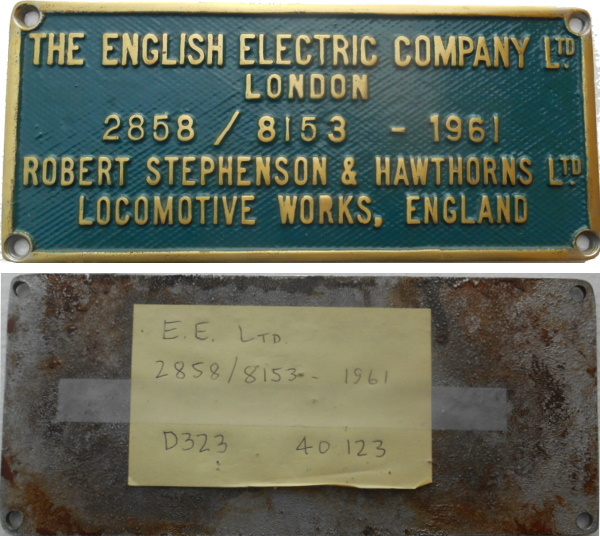 THE ENGLISH ELECTRIC COMPANY LTD.
LONDON
2858 / 8153 - 1961
ROBERT STEPHENSON & HAWTHORNS LTD.
LOCOMOTIVE WORKS, ENGLAND
E.E. LTD.
2858/8153 - 1961
D323 40 123